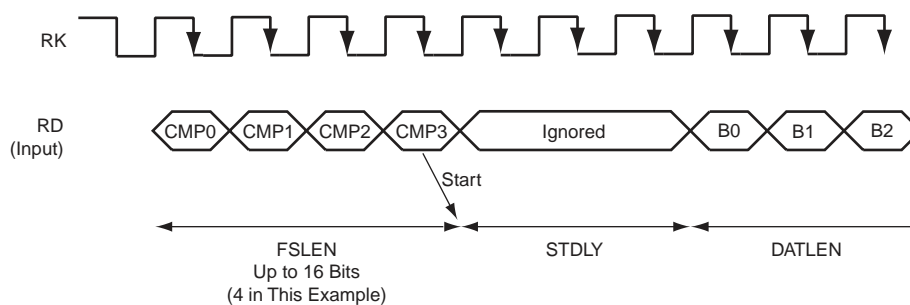 RK
RD
(Input)
CMP0 CMP1 CMP2 CMP3 Ignored B0 B1 B2
Start
FSLEN
Up to 16 Bits
(4 in This Example)
STDLY
DATLEN